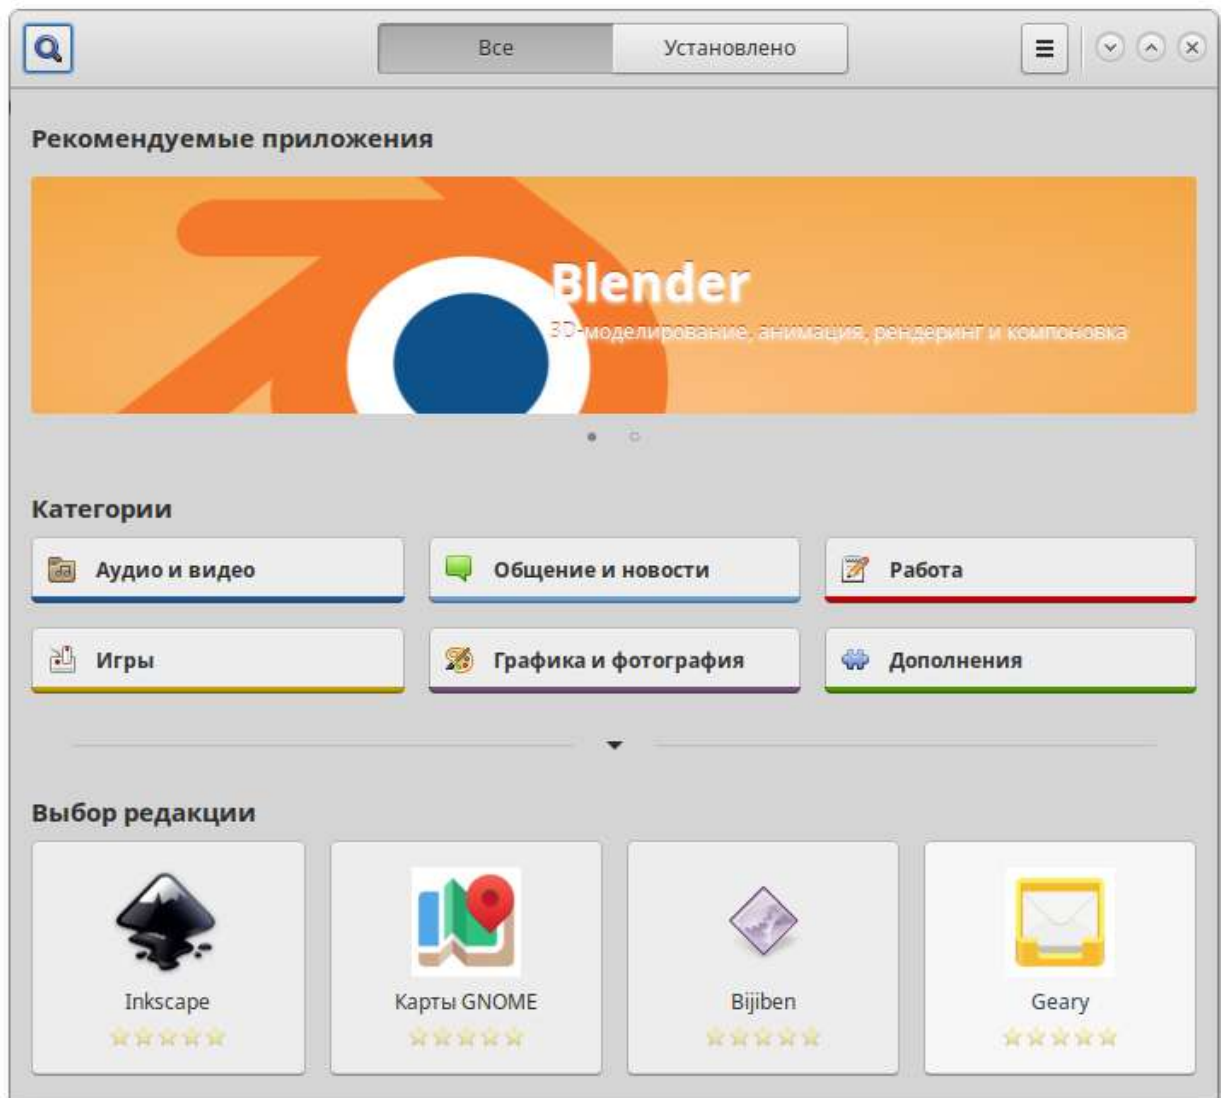 Все
Установлено
Рекомендуемые приложения
Blender
3D-моделирование, анимация, рендеринг и компоновка
Категории
Аудио и видео
Общение и новости
Работа
Игры
Графика и фотография
Дополнения
Выбор редакции
Inkscape
Карты GNOME
Bijiben
Geary